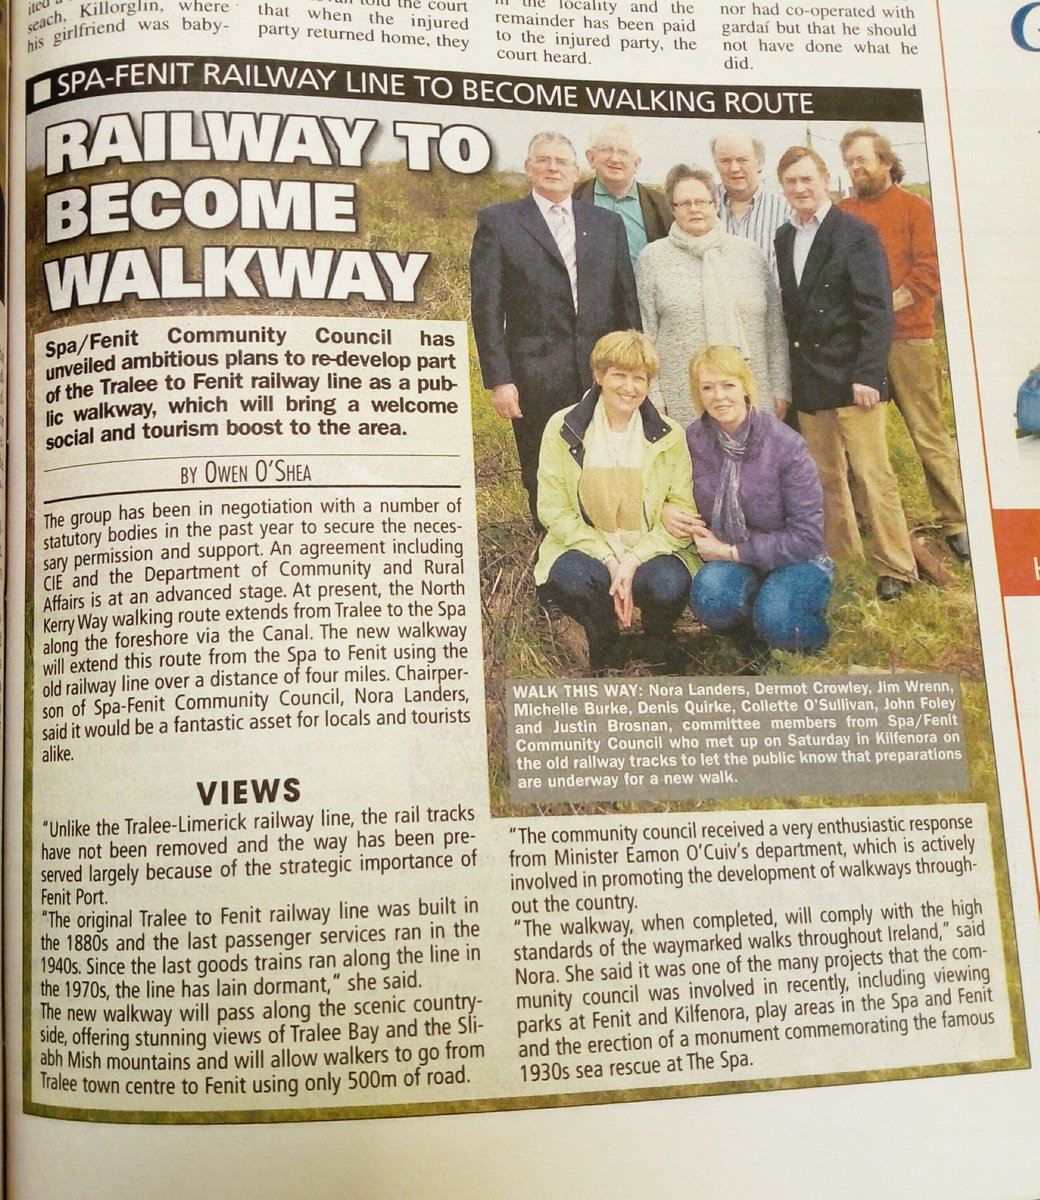 seach, Killorglin, where
his girlfriend was baby-
told the court
that when the injured
party returned home, they
in the locality and the
remainder has been paid
to the injured party, the
court heard.
nor had co-operated with
gardaí but that he should
not have done what he
did.
SPA-FENIT RAILWAY LINE TO BECOME WALKING ROUTE
RAILWAY TO
BECOME
WALKWAY
Spa/Fenit Community Council has
unveiled ambitious plans to re-develop part
of the Tralee to Fenit railway line as a pub-
lic walkway, which will bring a welcome
social and tourism boost to the area.
BY OWEN O'SHEA
The group has been in negotiation with a number of
statutory bodies in the past year to secure the neces-
sary permission and support. An agreement including
CIE and the Department of Community and Rural
Affairs is at an advanced stage. At present, the North
Kerry Way walking route extends from Tralee to the Spa
along the foreshore via the Canal. The new walkway
will extend this route from the Spa to Fenit using the
old railway line over a distance of four miles. Chairper-
son of Spa-Fenit Community Council, Nora Landers,
said it would be a fantastic asset for locals and tourists
alike.
VIEWS
"Unlike the Tralee-Limerick railway line, the rail tracks
have not been removed and the way has been pre-
served largely because of the strategic importance of
Fenit Port.
"The original Tralee to Fenit railway line was built in
the 1880s and the last passenger services ran in the
1940s. Since the last goods trains ran along the line in
the 1970s, the line has lain dormant," she said.
The new walkway will pass along the scenic country-
side, offering stunning views of Tralee Bay and the Sli-
abh Mish mountains and will allow walkers to go from
Tralee town centre to Fenit using only 500m of road.
WALK THIS WAY: Nora Landers, Dermot Crowley, Jim Wrenn,
Michelle Burke, Denis Quirke, Collette O'Sullivan, John Foley
and Justin Brosnan, committee members from Spa/Fenit
Community Council who met up on Saturday in Kilfenora on
the old railway tracks to let the public know that preparations
are underway for a new walk.
"The community council received a very enthusiastic response
from Minister Eamon O'Cuiv's department, which is actively
involved in promoting the development of walkways through-
out the country.
"The walkway, when completed, will comply with the high
standards of the waymarked walks throughout Ireland," said
Nora. She said it was one of the many projects that the com-
munity council was involved in recently, including viewing
parks at Fenit and Kilfenora, play areas in the Spa and Fenit
and the erection of a monument commemorating the famous
1930s sea rescue at The Spa.